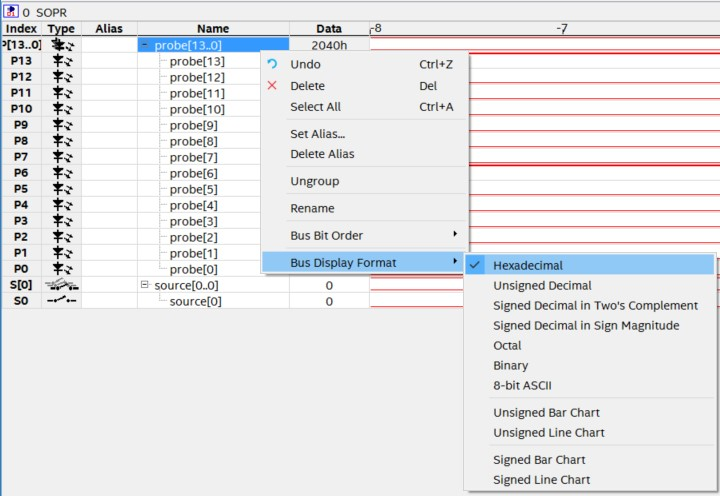 0 SOPR
Index Type Alias Name Data -8 -7
P[13..0] probe[13..0] 2040h
P13 probe[13]
P12 probe[12]
P11 probe[11]
P10 probe[10]
P9 probe[9]
P8 probe[8]
P7 probe[7]
P6 probe[6]
P5 probe[5]
P4 probe[4]
P3 probe[3]
P2 probe[2]
P1 probe[1]
P0 probe[0]
S[0] source[0..0] 0
S0 source[0] 0
Undo Ctrl+Z
Delete Del
Select All Ctrl+A
Set Alias...
Delete Alias
Ungroup
Rename
Bus Bit Order
Bus Display Format
Hexadecimal
Unsigned Decimal
Signed Decimal in Two's Complement
Signed Decimal in Sign Magnitude
Octal
Binary
8-bit ASCII
Unsigned Bar Chart
Unsigned Line Chart
Signed Bar Chart
Signed Line Chart